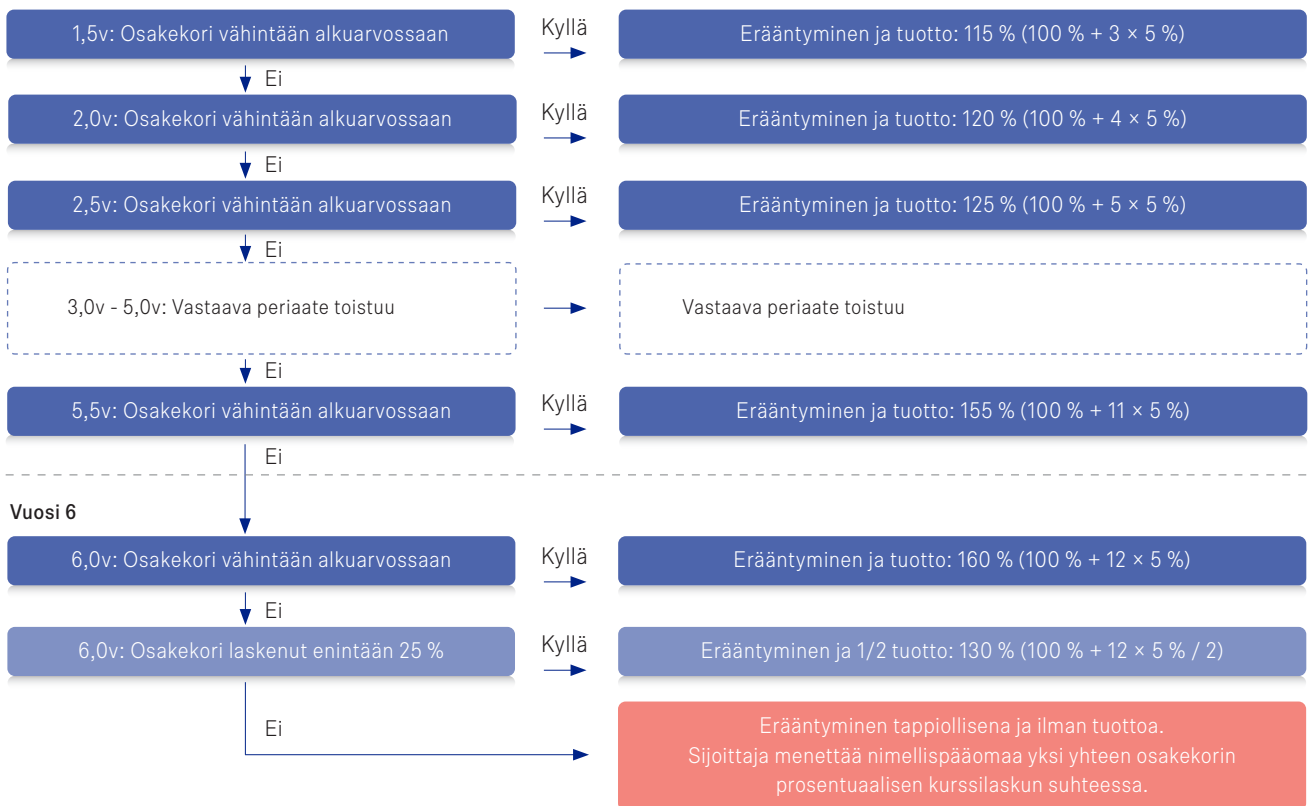 1,5v: Osakekori vähintään alkuarvossaan
Kyllä
Erääntyminen ja tuotto: 115 % (100 % + 3 × 5 %)
Ei
2,0v: Osakekori vähintään alkuarvossaan
Kyllä
Erääntyminen ja tuotto: 120 % (100 % + 4 × 5 %)
Ei
2,5v: Osakekori vähintään alkuarvossaan
Kyllä
Erääntyminen ja tuotto: 125 % (100 % + 5 × 5 %)
Ei
3,0v - 5,0v: Vastaava periaate toistuu
Vastaava periaate toistuu
Ei
5,5v: Osakekori vähintään alkuarvossaan
Kyllä
Erääntyminen ja tuotto: 155 % (100 % + 11 × 5 %)
Ei
Vuosi 6
6,0v: Osakekori vähintään alkuarvossaan
Kyllä
Erääntyminen ja tuotto: 160 % (100 % + 12 × 5 %)
Ei
6,0v: Osakekori laskenut enintään 25 %
Kyllä
Erääntyminen ja 1/2 tuotto: 130 % (100 % + 12 × 5 % / 2)
Ei
Erääntyminen tappiollisena ja ilman tuottoa.
Sijoittaja menettää nimellispääomaa yksi yhteen osakekorin
prosentuaalisen kurssilaskun suhteessa.